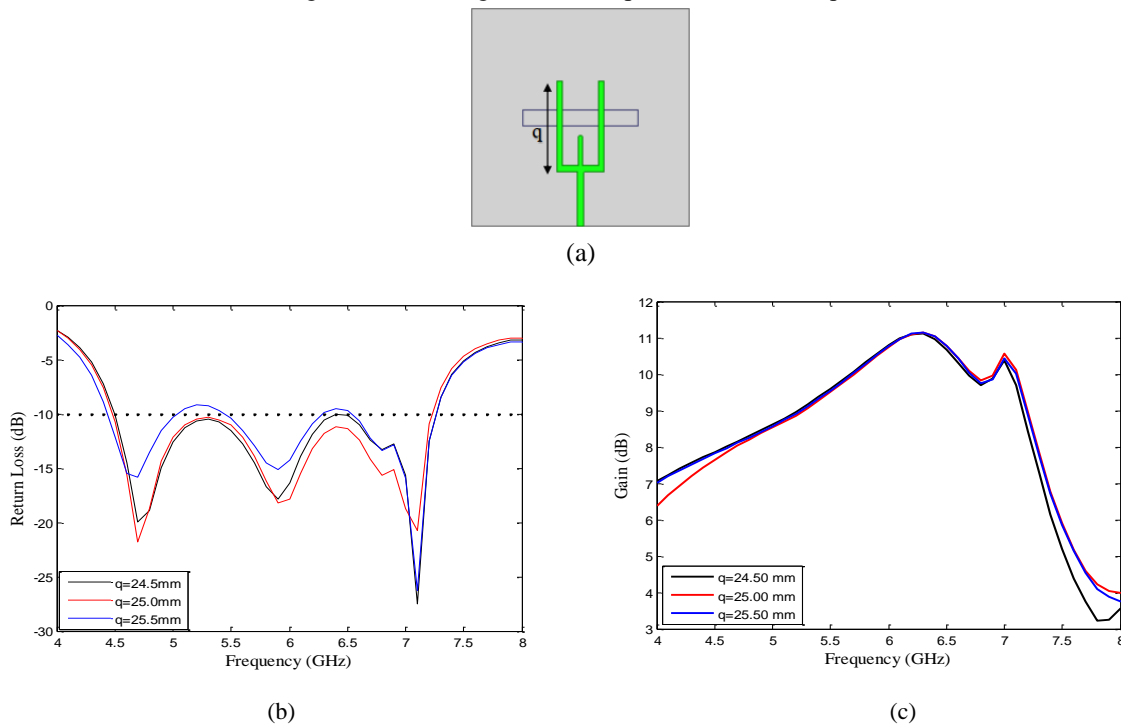 q
(a)
0
-5
-10
-15
-20
-25
-30
Return Loss (dB)
q=24.5mm
q=25.0mm
q=25.5mm
4 4.5 5 5.5 6 6.5 7 7.5 8
Frequency (GHz)
(b)
12
11
10
9
8
7
6
5
4
3
Gain (dB)
q=24.50 mm
q=25.00 mm
q=25.50 mm
4 4.5 5 5.5 6 6.5 7 7.5 8
Frequency (GHz)
(c)